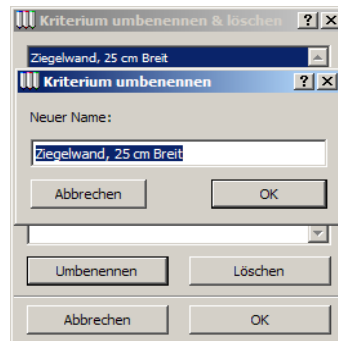 Kriterium umbenennen & löschen
Ziegelwand, 25 cm Breit
Kriterium umbenennen
Neuer Name:
Ziegelwand, 25 cm Breit
Abbrechen OK
Umbenennen Löschen
Abbrechen OK